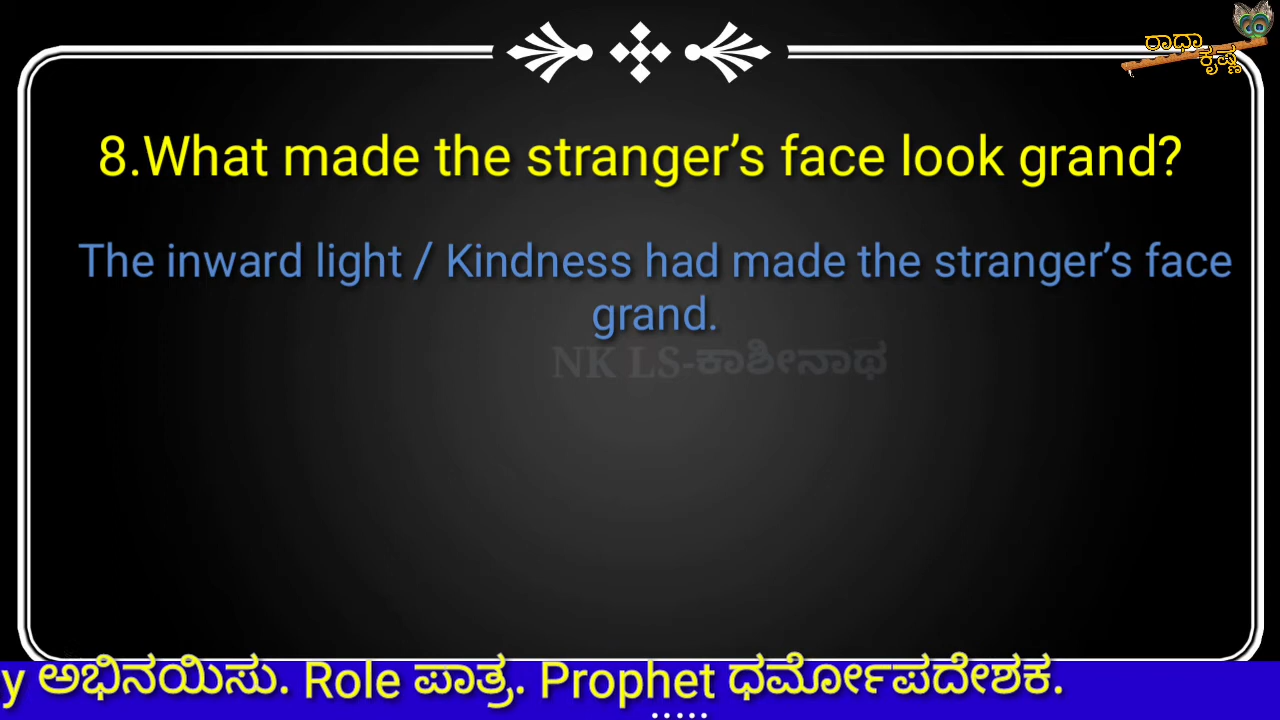 ರಾಧಾ
ಕೃಷ್ಣ
8.What made the stranger’s face look grand?
The inward light / Kindness had made the stranger’s face
grand.
NK LS-ಕಾಶೀನಾಥ
y ಅಭಿನಯಿಸು. Role ಪಾತ್ರ. Prophet ಧರ್ಮೋಪದೇಶಕ.
.....